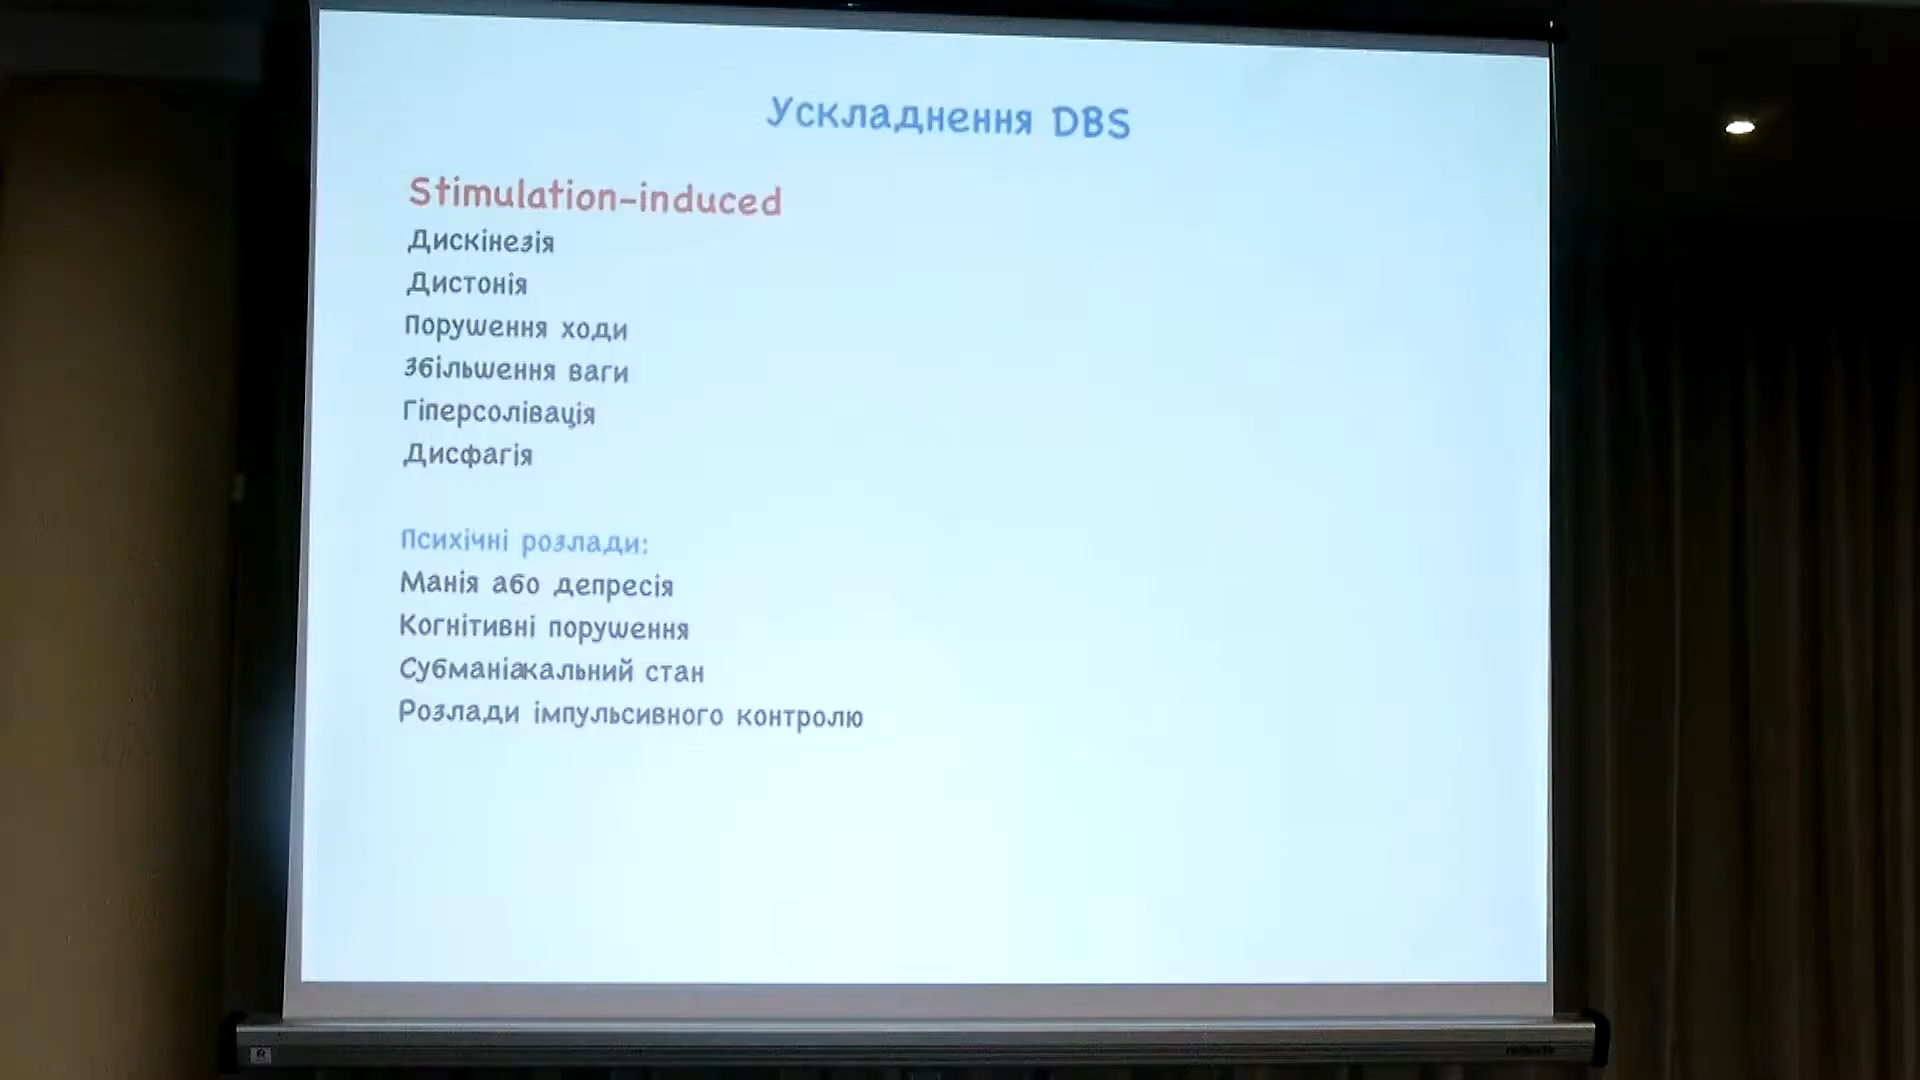 Ускладнення DBS
Stimulation-induced
Дискінезія
Дистонія
Порушення ходи
Збільшення ваги
Гіперсолівація
Дисфагія
Психічні розлади:
Манія або депресія
Когнітивні порушення
Субманіакальний стан
Розлади імпульсивного контролю